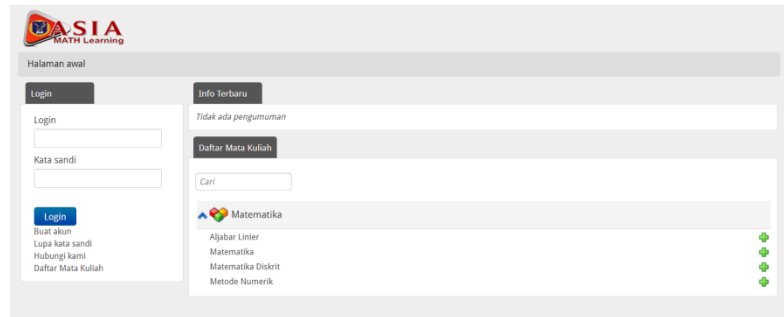 ASIA
MATH Learning
Halaman awal
Login
Login
Kata sandi
Login
Buat akun
Lupa kata sandi
Hubungi kami
Daftar Mata Kuliah
Info Terbaru
Tidak ada pengumuman
Daftar Mata Kuliah
Cari
Matematika
Aljabar Linier
Matematika
Matematika Diskrit
Metode Numerik